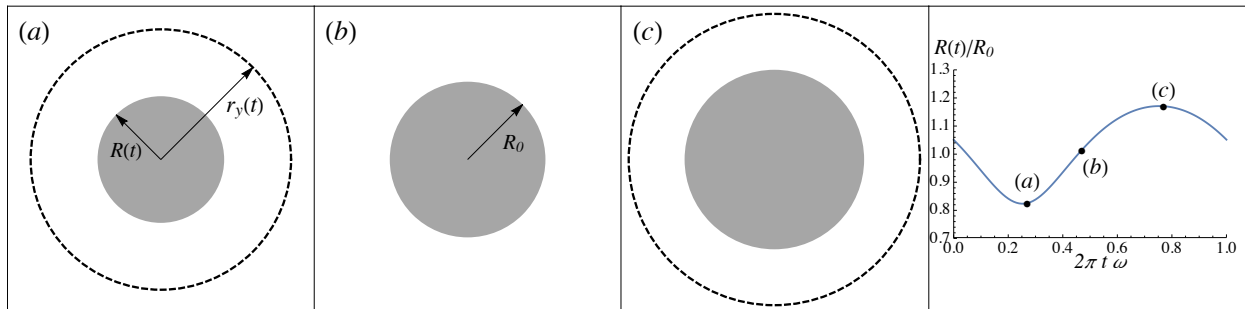 (a)
R(t)
r_y(t)
(b)
R_0
(c)
R(t)/R_0
1.3
1.2
1.1
1.0
0.9
0.8
0.7
(a)
(b)
(c)
0.0 0.2 0.4 0.6 0.8 1.0
2π t ω